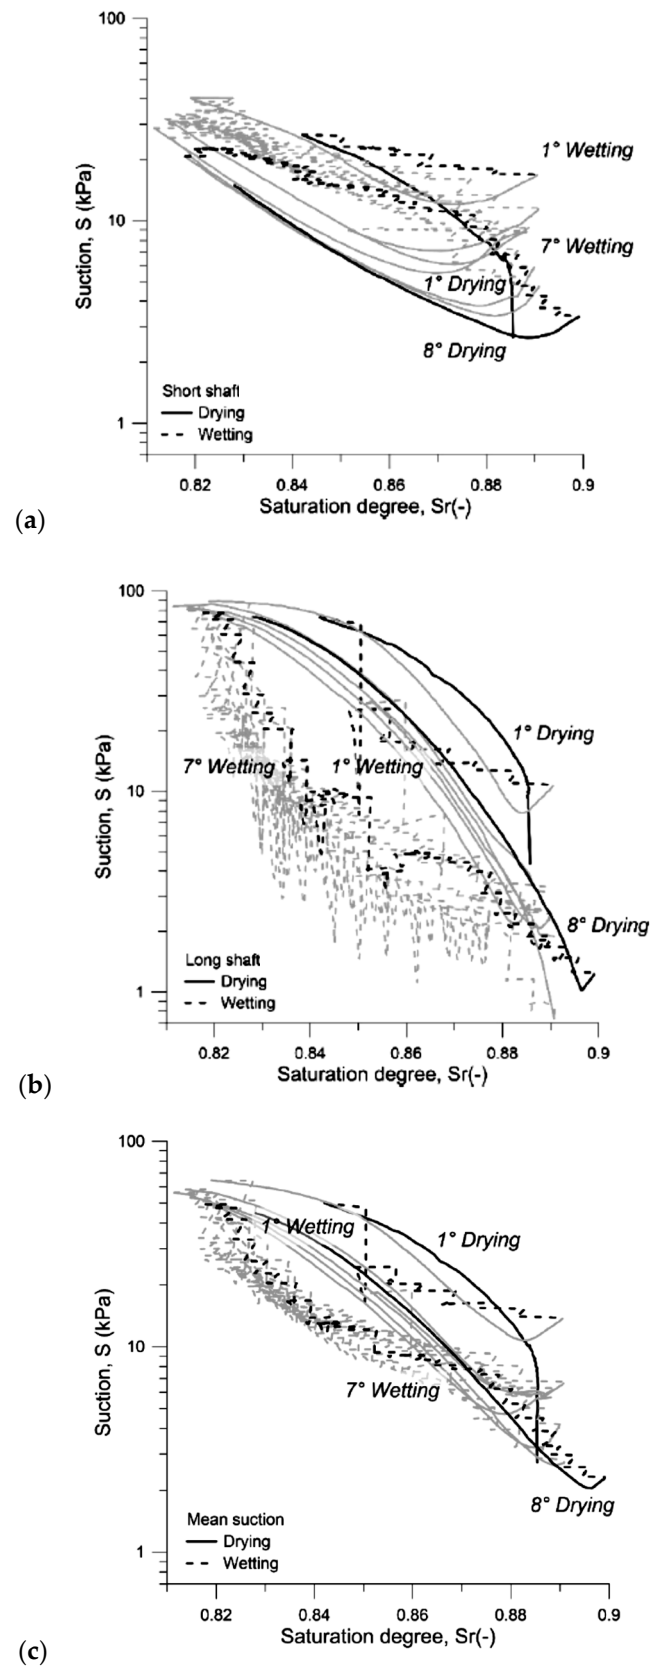 100
10
1
Suction, S (kPa)
1° Wetting
7° Wetting
1° Drying
8° Drying
Short shaft
Drying
Wetting
0.82 0.84 0.86 0.88 0.9
Saturation degree, Sr(-)
(a)
100
10
1
Suction, S (kPa)
1° Drying
7° Wetting 1° Wetting
8° Drying
Long shaft
Drying
Wetting
0.82 0.84 0.86 0.88 0.9
Saturation degree, Sr(-)
(b)
100
10
1
Suction, S (kPa)
1° Wetting
1° Drying
7° Wetting
8° Drying
Mean suction
Drying
Wetting
0.82 0.84 0.86 0.88 0.9
Saturation degree, Sr(-)
(c)